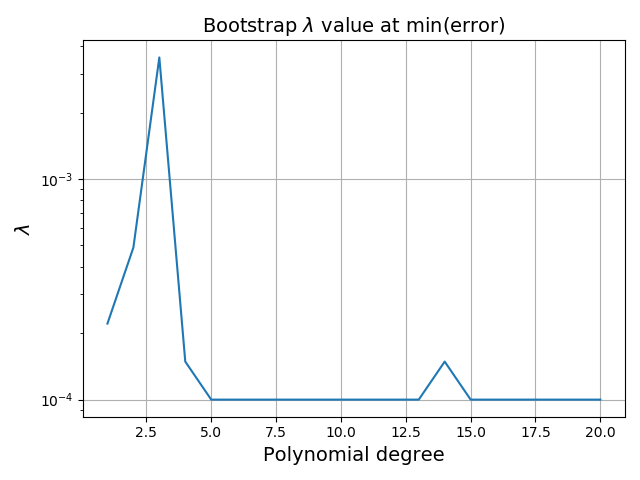 Bootstrap λ value at min(error)
10⁻³
λ
10⁻⁴
2.5 5.0 7.5 10.0 12.5 15.0 17.5 20.0
Polynomial degree